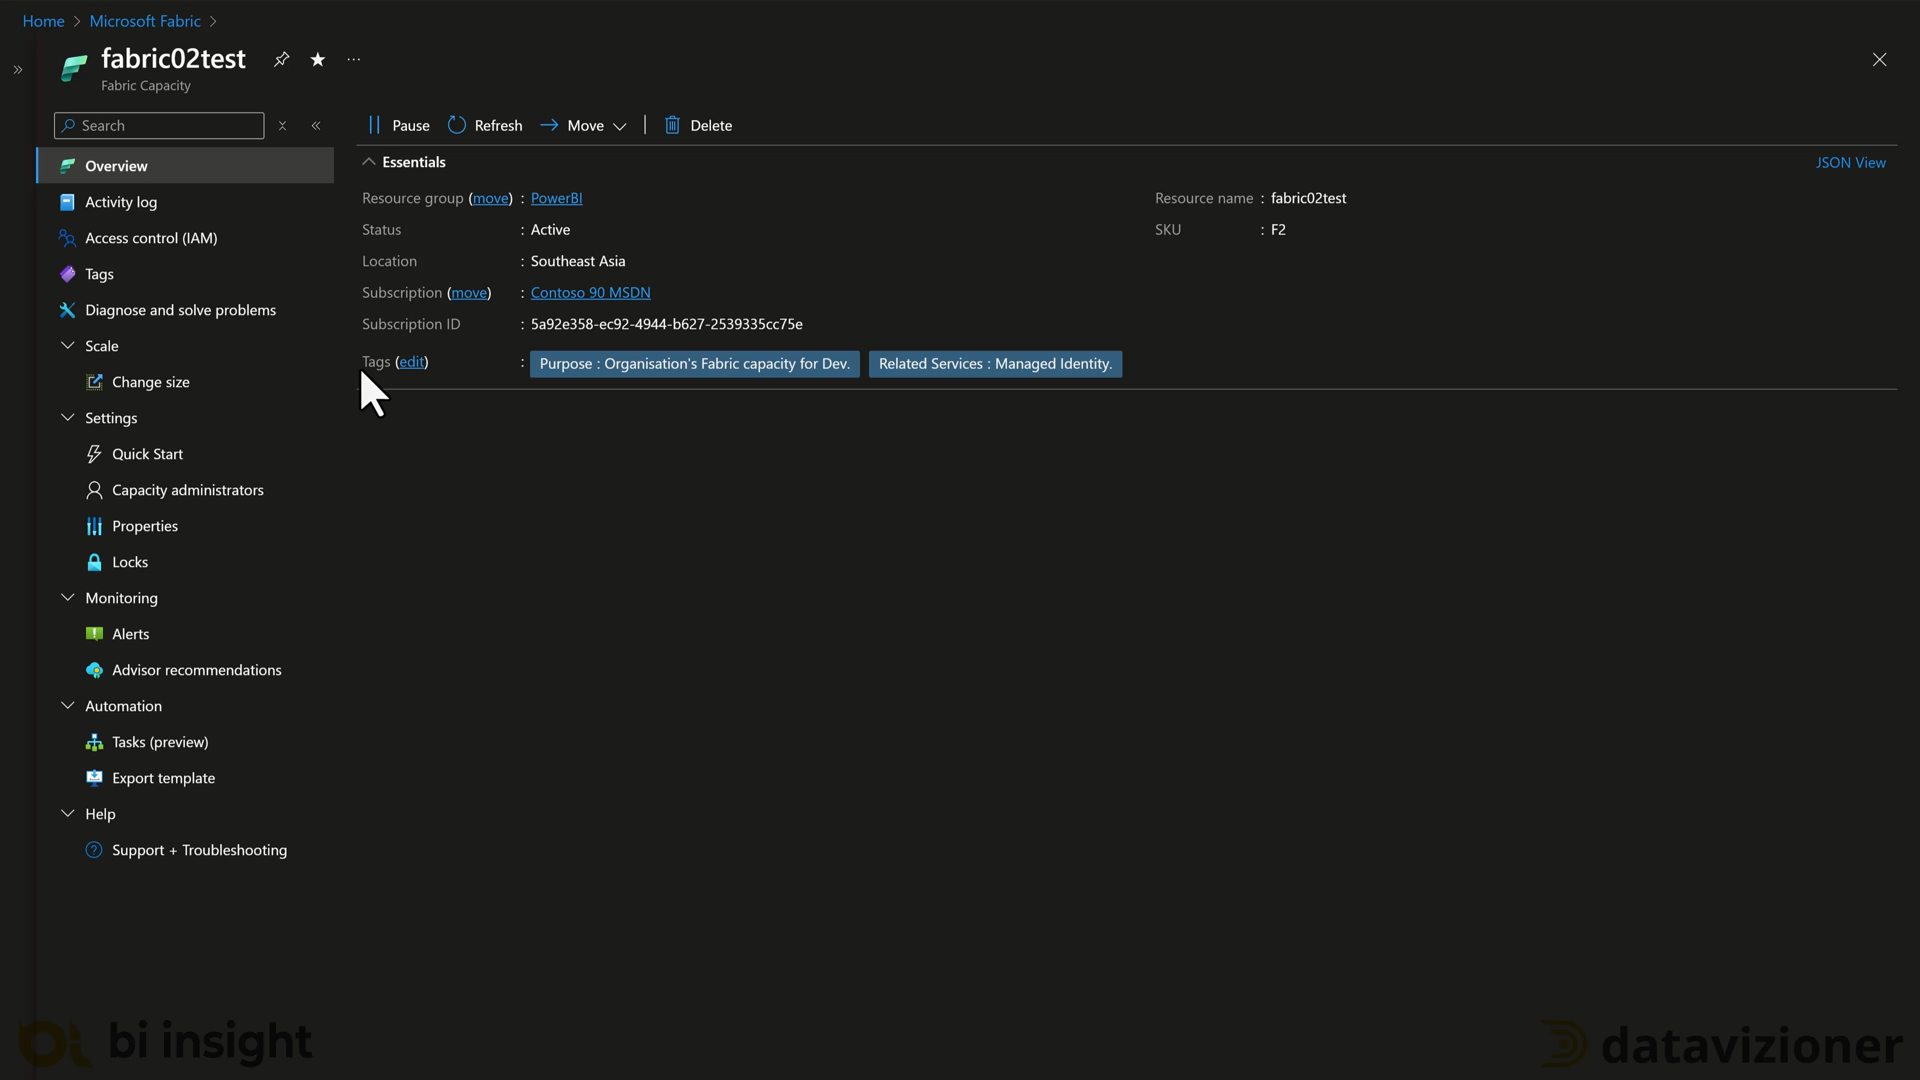 Home > Microsoft Fabric >
fabric02test
Fabric Capacity
Search
Pause Refresh Move Delete
Overview
Activity log
Access control (IAM)
Tags
Diagnose and solve problems
Scale
Change size
Settings
Quick Start
Capacity administrators
Properties
Locks
Monitoring
Alerts
Advisor recommendations
Automation
Tasks (preview)
Export template
Help
Support + Troubleshooting
Essentials
JSON View
Resource group (move) : PowerBI
Status : Active
Location : Southeast Asia
Subscription (move) : Contoso 90 MSDN
Subscription ID : 5a92e358-ec92-4944-b627-2539335cc75e
Tags (edit) : Purpose : Organisation's Fabric capacity for Dev. Related Services : Managed Identity.
Resource name : fabric02test
SKU : F2
bi insight
datavizioner